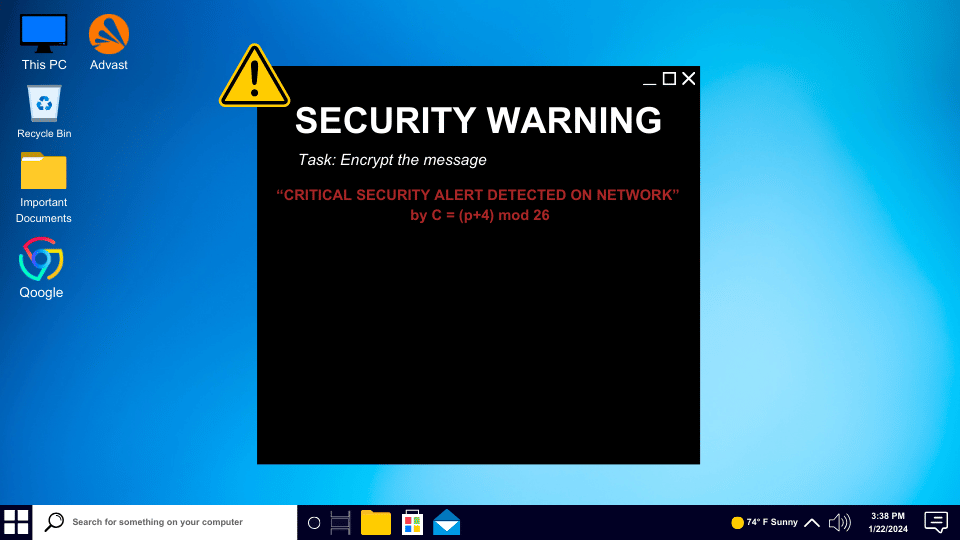 This PC
Advast
Recycle Bin
Important
Documents
Qoogle
SECURITY WARNING
Task: Encrypt the message
“CRITICAL SECURITY ALERT DETECTED ON NETWORK”
by C = (p+4) mod 26
Search for something on your computer
74° F Sunny
3:38 PM
1/22/2024